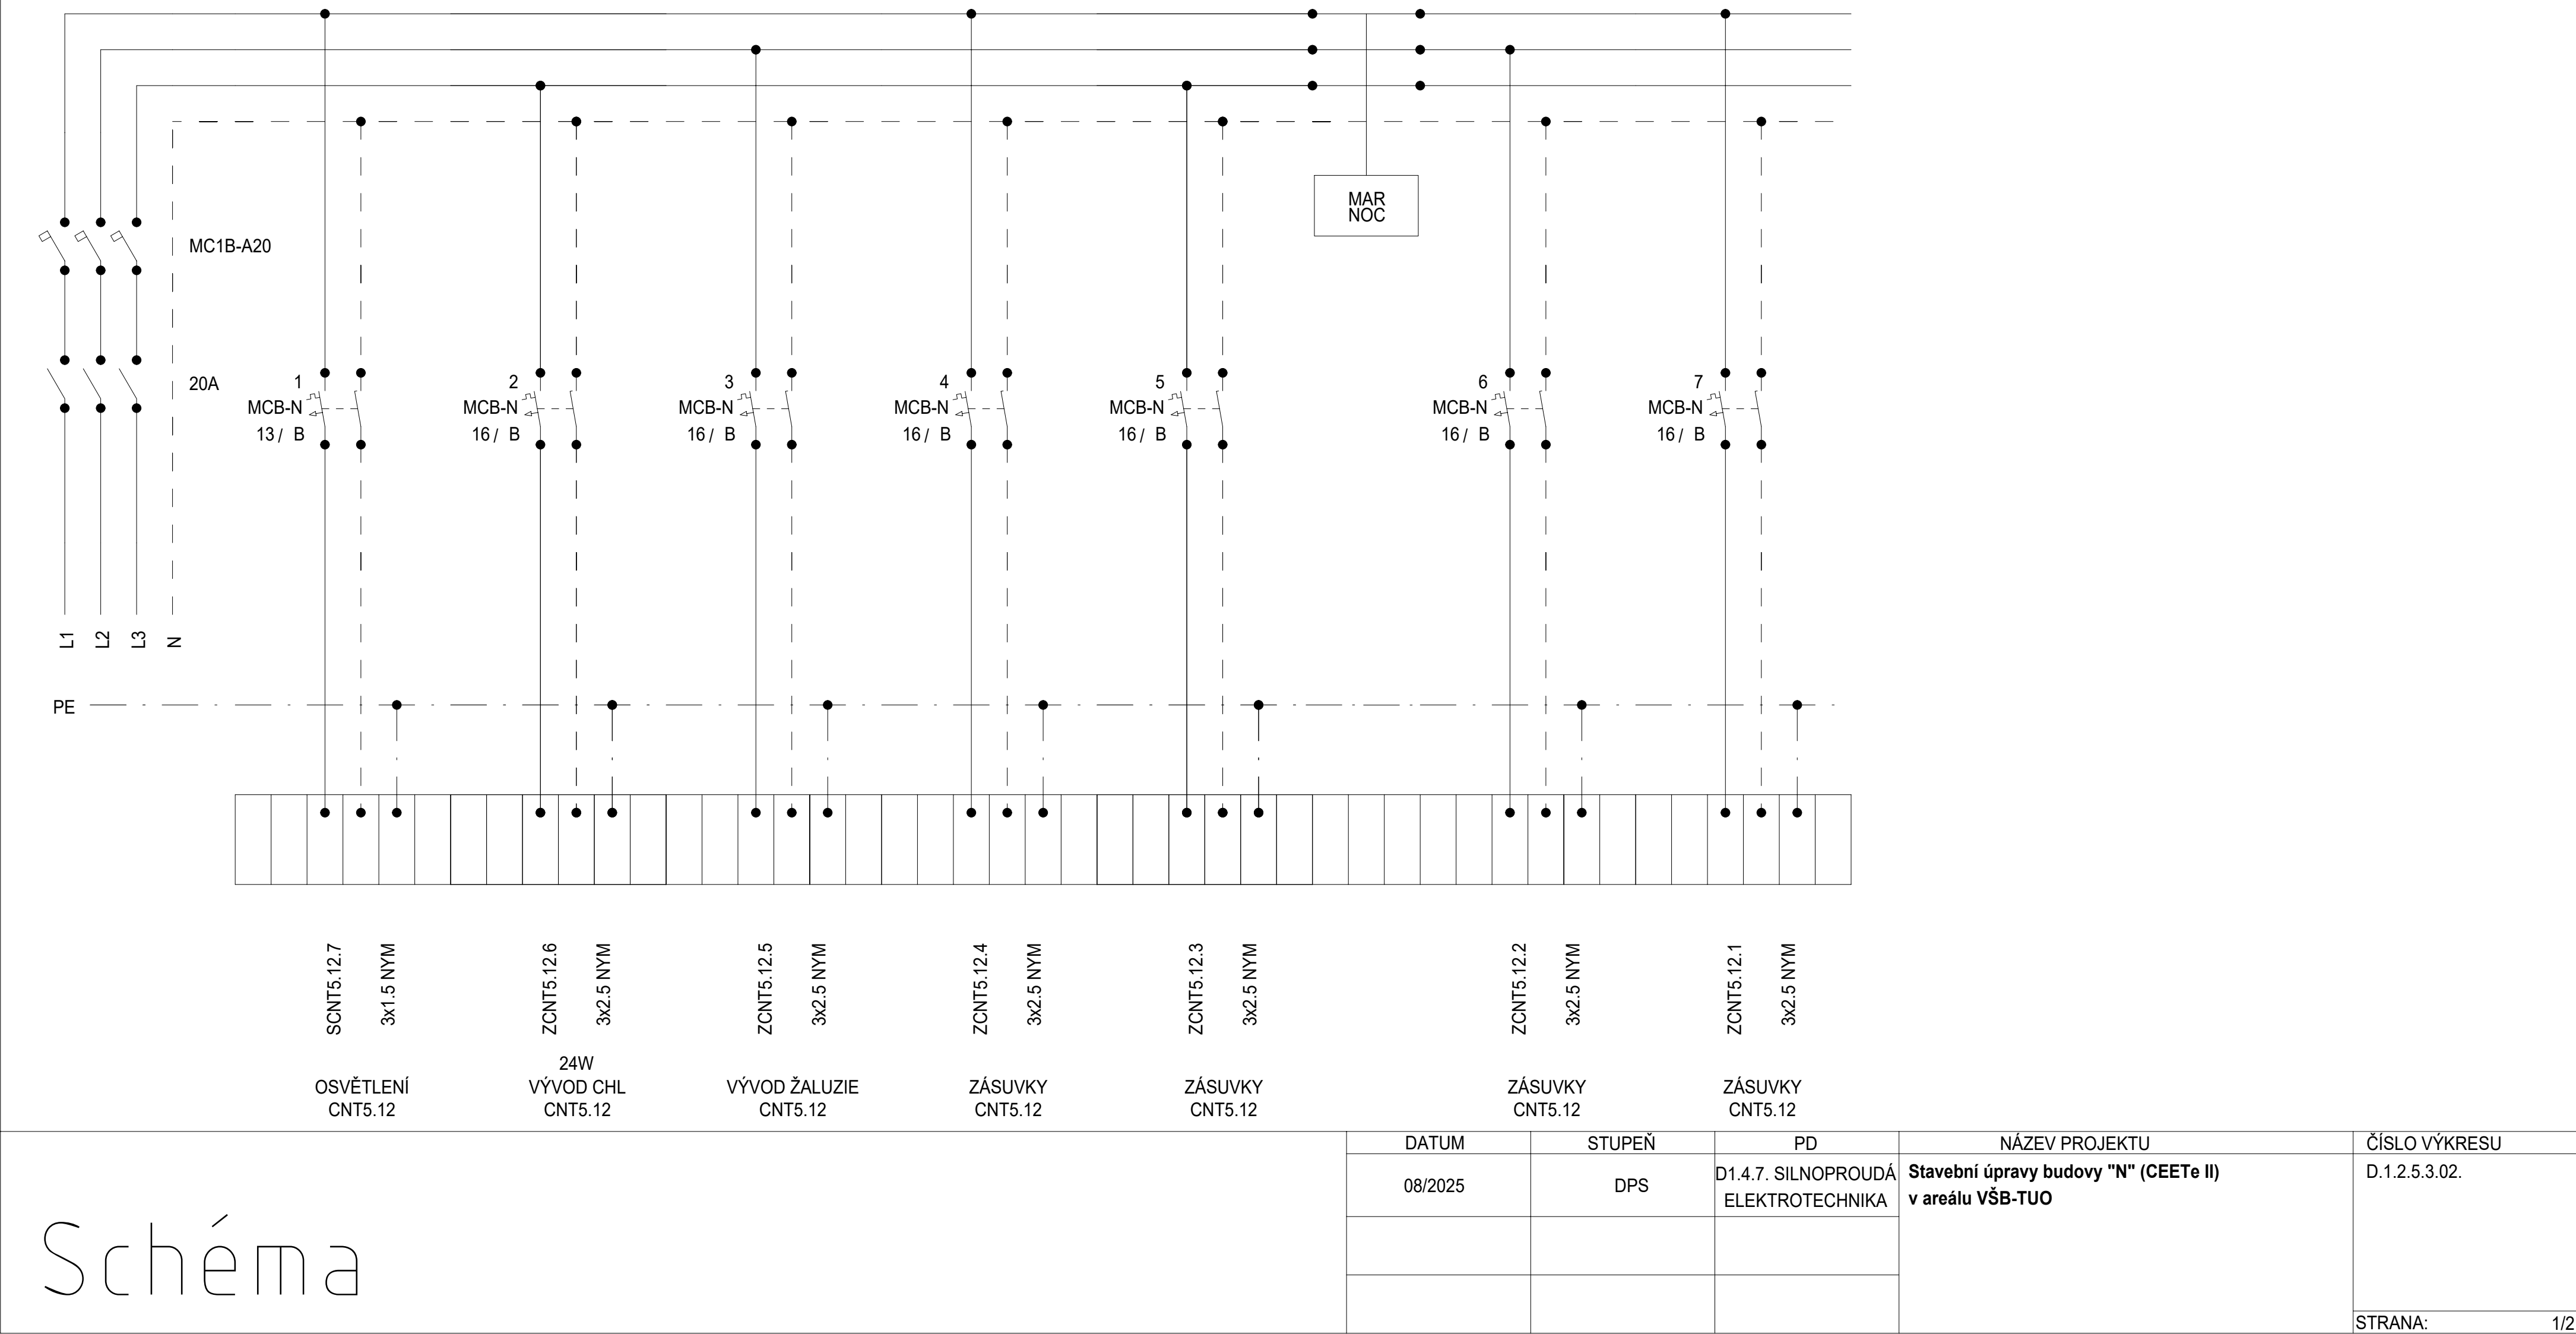 MAR
NOC
MC1B-A20
20A
1
MCB-N
13 / B
2
MCB-N
16 / B
3
MCB-N
16 / B
4
MCB-N
16 / B
5
MCB-N
16 / B
6
MCB-N
16 / B
7
MCB-N
16 / B
L1
L2
L3
N
PE
SCNT5.12.7
3x1.5 NYM
OSVĚTLENÍ
CNT5.12
ZCNT5.12.6
3x2.5 NYM
24W
VÝVOD CHL
CNT5.12
ZCNT5.12.5
3x2.5 NYM
VÝVOD ŽALUZIE
CNT5.12
ZCNT5.12.4
3x2.5 NYM
ZÁSUVKY
CNT5.12
ZCNT5.12.3
3x2.5 NYM
ZÁSUVKY
CNT5.12
ZCNT5.12.2
3x2.5 NYM
ZÁSUVKY
CNT5.12
ZCNT5.12.1
3x2.5 NYM
ZÁSUVKY
CNT5.12
Schéma
DATUM
08/2025
STUPEŇ
DPS
PD
D1.4.7. SILNOPROUDÁ
ELEKTROTECHNIKA
NÁZEV PROJEKTU
Stavební úpravy budovy "N" (CEETe II)
v areálu VŠB-TUO
ČÍSLO VÝKRESU
D.1.2.5.3.02.
STRANA: 1/2